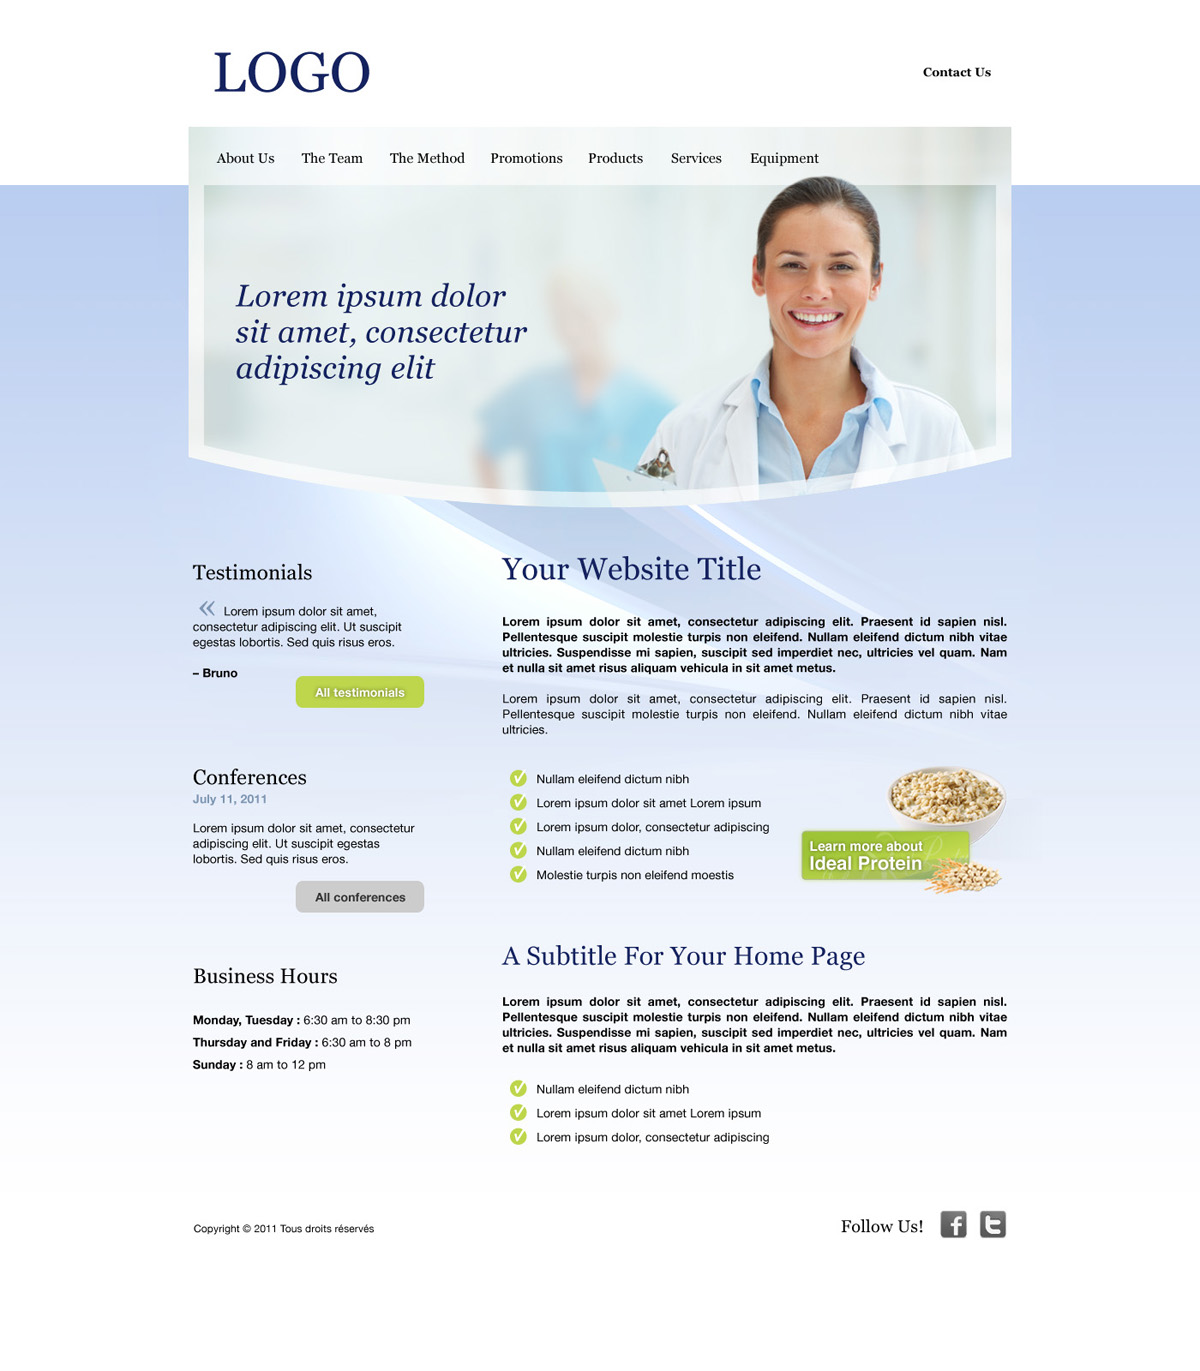 LOGO
Contact Us
About Us
The Team
The Method
Promotions
Products
Services
Equipment
Lorem ipsum dolor
sit amet, consectetur
adipiscing elit
Testimonials
« Lorem ipsum dolor sit amet,
consectetur adipiscing elit. Ut suscipit
egestas lobortis. Sed quis risus eros.
– Bruno
All testimonials
Conferences
July 11, 2011
Lorem ipsum dolor sit amet, consectetur
adipiscing elit. Ut suscipit egestas
lobortis. Sed quis risus eros.
All conferences
Business Hours
Monday, Tuesday : 6:30 am to 8:30 pm
Thursday and Friday : 6:30 am to 8 pm
Sunday : 8 am to 12 pm
Your Website Title
Lorem ipsum dolor sit amet, consectetur adipiscing elit. Praesent id sapien nisl.
Pellentesque suscipit molestie turpis non eleifend. Nullam eleifend dictum nibh vitae
ultricies. Suspendisse mi sapien, suscipit sed imperdiet nec, ultricies vel quam. Nam
et nulla sit amet risus aliquam vehicula in sit amet metus.
Lorem ipsum dolor sit amet, consectetur adipiscing elit. Praesent id sapien nisl.
Pellentesque suscipit molestie turpis non eleifend. Nullam eleifend dictum nibh vitae
ultricies.
Nullam eleifend dictum nibh
Lorem ipsum dolor sit amet Lorem ipsum
Lorem ipsum dolor, consectetur adipiscing
Nullam eleifend dictum nibh
Molestie turpis non eleifend moestis
Learn more about
Ideal Protein
A Subtitle For Your Home Page
Lorem ipsum dolor sit amet, consectetur adipiscing elit. Praesent id sapien nisl.
Pellentesque suscipit molestie turpis non eleifend. Nullam eleifend dictum nibh vitae
ultricies. Suspendisse mi sapien, suscipit sed imperdiet nec, ultricies vel quam. Nam
et nulla sit amet risus aliquam vehicula in sit amet metus.
Nullam eleifend dictum nibh
Lorem ipsum dolor sit amet Lorem ipsum
Lorem ipsum dolor, consectetur adipiscing
Copyright © 2011 Tous droits réservés
Follow Us!